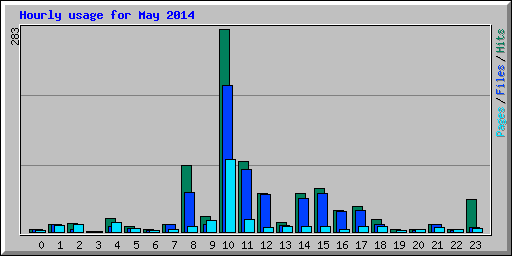 Hourly usage for May 2014
283
Pages/Files/Hits
0 1 2 3 4 5 6 7 8 9 10 11 12 13 14 15 16 17 18 19 20 21 22 23